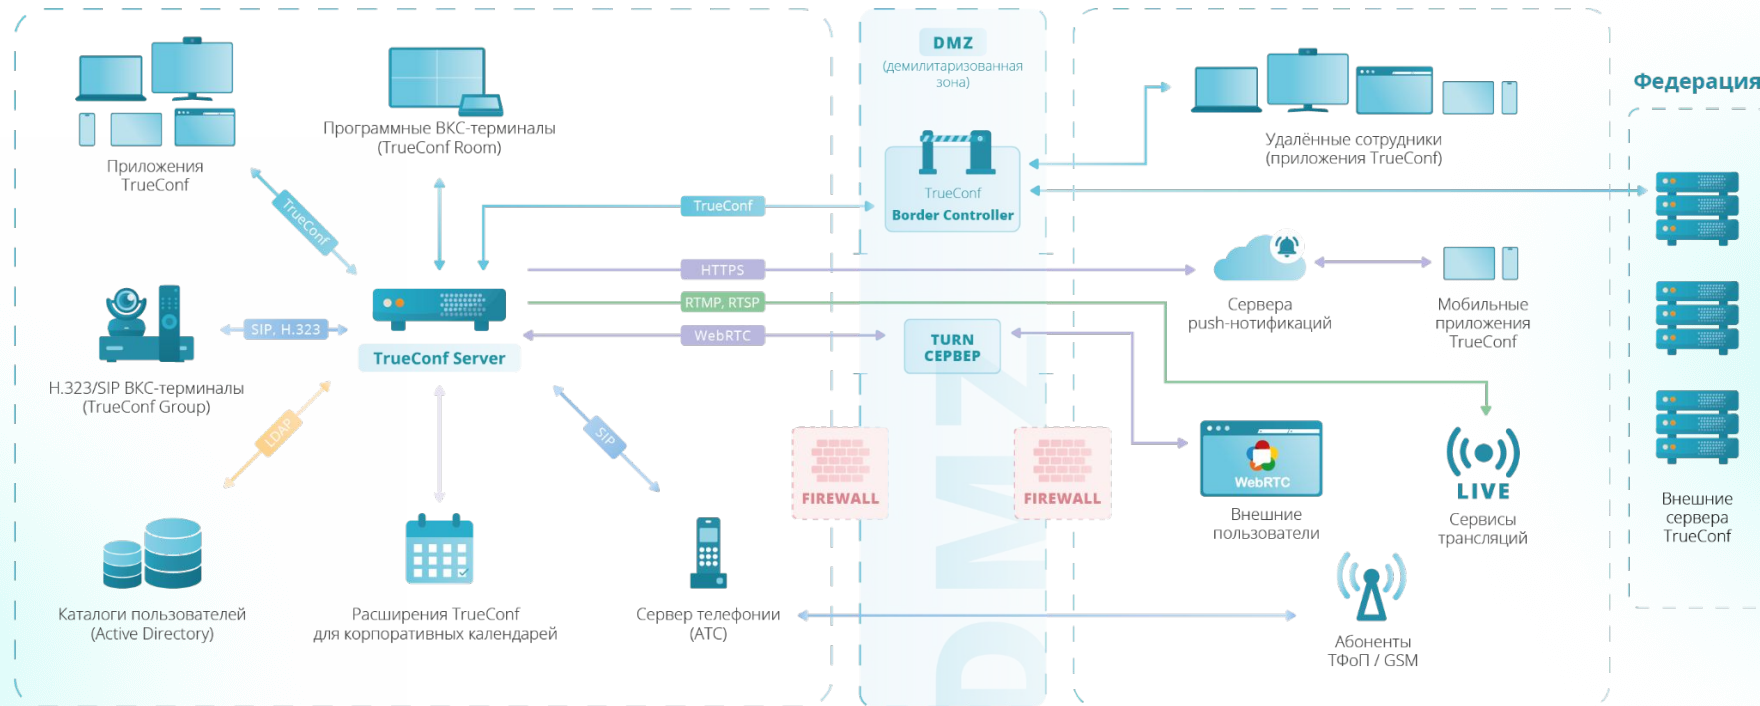 Приложения
TrueConf
Программные ВКС-терминалы
(TrueConf Room)
TrueConf
H.323/SIP ВКС-терминалы
(TrueConf Group)
SIP, H.323
TrueConf Server
LDAP
SIP
Каталоги пользователей
(Active Directory)
Расширения TrueConf
для корпоративных календарей
Сервер телефонии
(АТС)
TrueConf
HTTPS
RTMP, RTSP
WebRTC
DMZ
(демилитаризованная
зона)
TrueConf
Border Controller
TURN
СЕРВЕР
DMZ
FIREWALL
FIREWALL
Удалённые сотрудники
(приложения TrueConf)
Сервера
push-нотификаций
Мобильные
приложения
TrueConf
WebRTC
Внешние
пользователи
LIVE
Сервисы
трансляций
Абоненты
ТФоП / GSM
Федерация
Внешние
сервера
TrueConf